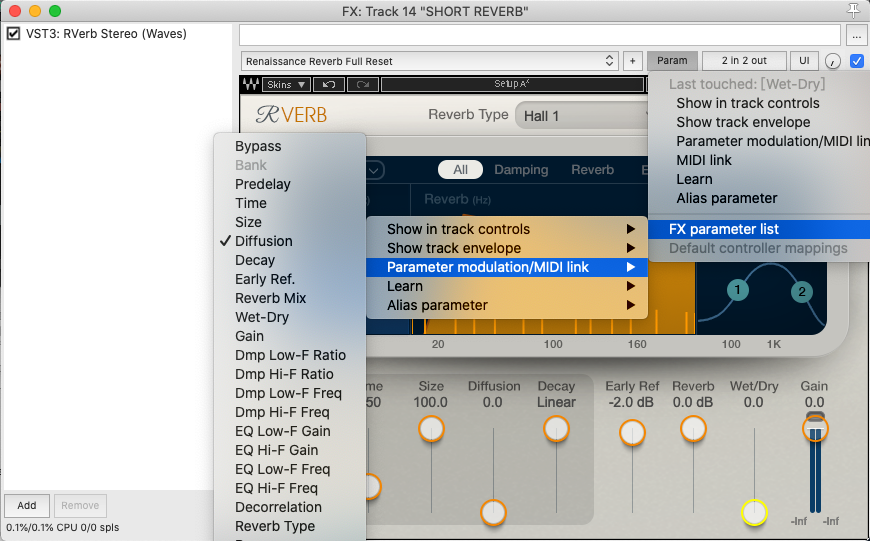 FX: Track 14 "SHORT REVERB"
VST3: RVerb Stereo (Waves)
...
Renaissance Reverb Full Reset
+
Param
2 in 2 out
UI
Skins
Setup A*
RVERB
Reverb Type
Hall 1
All
Damping
Reverb
E
Reverb (Hz)
Last touched: [Wet-Dry]
Show in track controls
Show track envelope
Parameter modulation/MIDI lin
MIDI link
Learn
Alias parameter
FX parameter list
Default controller mappings
Show in track controls
Show track envelope
Parameter modulation/MIDI link
Learn
Alias parameter
Bypass
Bank
Predelay
Time
Size
Diffusion
Decay
Early Ref.
Reverb Mix
Wet-Dry
Gain
Dmp Low-F Ratio
Dmp Hi-F Ratio
Dmp Low-F Freq
Dmp Hi-F Freq
EQ Low-F Gain
EQ Hi-F Gain
EQ Low-F Freq
EQ Hi-F Freq
Decorrelation
Reverb Type
1
2
20
100
160
100
1K
me
Size
Diffusion
Decay
Early Ref
Reverb
Wet/Dry
Gain
50
100.0
0.0
Linear
-2.0 dB
0.0 dB
0.0
0.0
-Inf
-Inf
Add
Remove
0.1%/0.1% CPU 0/0 spls